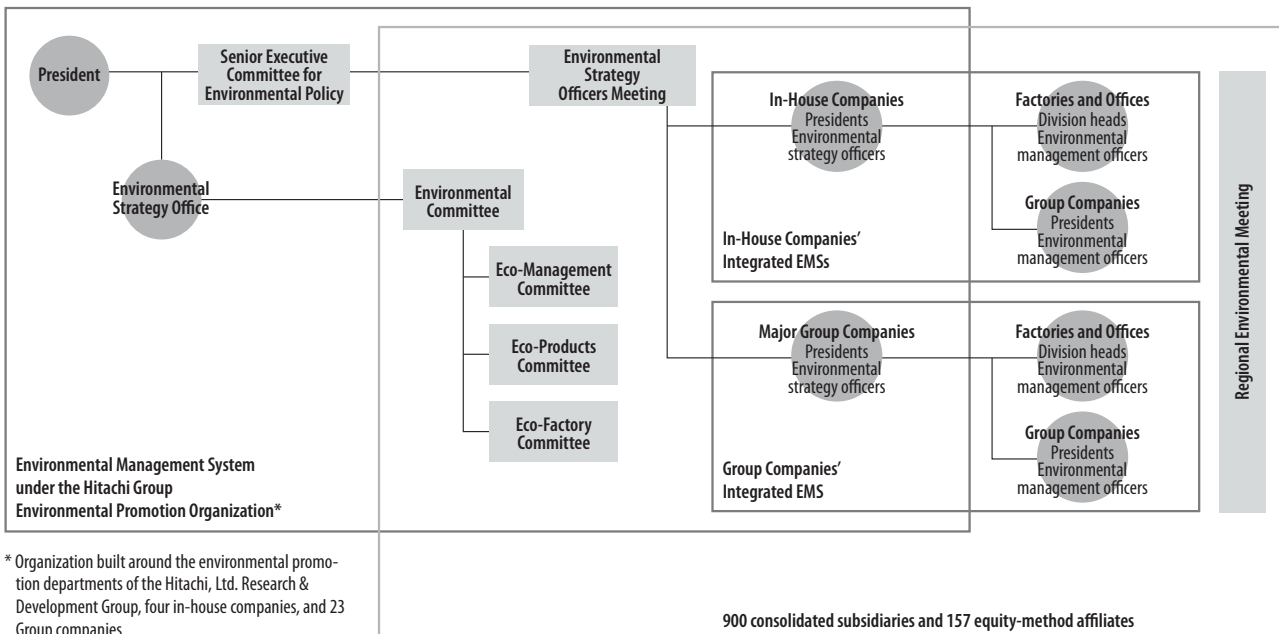 President
Senior Executive
Committee for
Environmental Policy
Environmental
Strategy
Officers Meeting
Environmental
Strategy Office
Environmental
Committee
Eco-Management
Committee
Eco-Products
Committee
Eco-Factory
Committee
In-House Companies
Presidents
Environmental
strategy officers
Factories and Offices
Division heads
Environmental
management officers
Group Companies
Presidents
Environmental
management officers
In-House Companies’
Integrated EMSs
Major Group Companies
Presidents
Environmental
strategy officers
Factories and Offices
Division heads
Environmental
management officers
Group Companies
Presidents
Environmental
management officers
Group Companies’
Integrated EMS
Regional Environmental Meeting
Environmental Management System
under the Hitachi Group
Environmental Promotion Organization*
* Organization built around the environmental promo-
tion departments of the Hitachi, Ltd. Research &
Development Group, four in-house companies, and 23
Group companies
900 consolidated subsidiaries and 157 equity-method affiliates